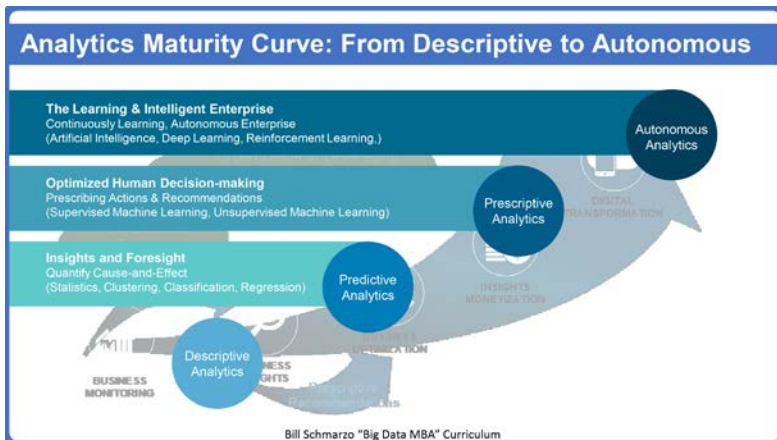 Analytics Maturity Curve: From Descriptive to Autonomous
The Learning & Intelligent Enterprise
Continuously Learning, Autonomous Enterprise
(Artificial Intelligence, Deep Learning, Reinforcement Learning,)
Autonomous
Analytics
Optimized Human Decision-making
Prescribing Actions & Recommendations
(Supervised Machine Learning, Unsupervised Machine Learning)
Prescriptive
Analytics
DIGITAL
TRANSFORMATION
Insights and Foresight
Quantify Cause-and-Effect
(Statistics, Clustering, Classification, Regression)
Predictive
Analytics
INSIGHTS
MONETIZATION
Descriptive
Analytics
BUSINESS
MONITORING
Prescriptive
Recommendations
Bill Schmarzo "Big Data MBA" Curriculum